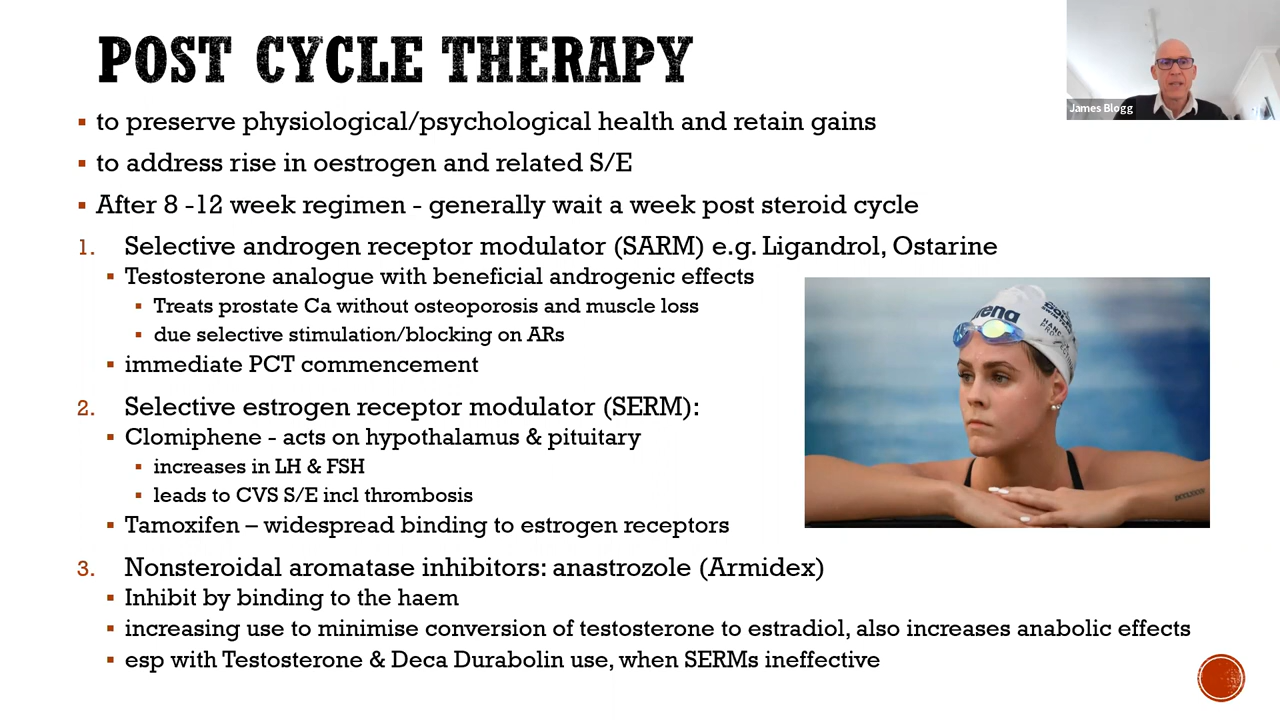 POST CYCLE THERAPY
James Blogg
to preserve physiological/psychological health and retain gains
to address rise in oestrogen and related S/E
After 8 -12 week regimen - generally wait a week post steroid cycle
1. Selective androgen receptor modulator (SARM) e.g. Ligandrol, Ostarine
Testosterone analogue with beneficial androgenic effects
Treats prostate Ca without osteoporosis and muscle loss
due selective stimulation/blocking on ARs
immediate PCT commencement
2. Selective estrogen receptor modulator (SERM):
Clomiphene - acts on hypothalamus & pituitary
increases in LH & FSH
leads to CVS S/E incl thrombosis
Tamoxifen – widespread binding to estrogen receptors
3. Nonsteroidal aromatase inhibitors: anastrozole (Armidex)
Inhibit by binding to the haem
increasing use to minimise conversion of testosterone to estradiol, also increases anabolic effects
esp with Testosterone & Deca Durabolin use, when SERMs ineffective
arena